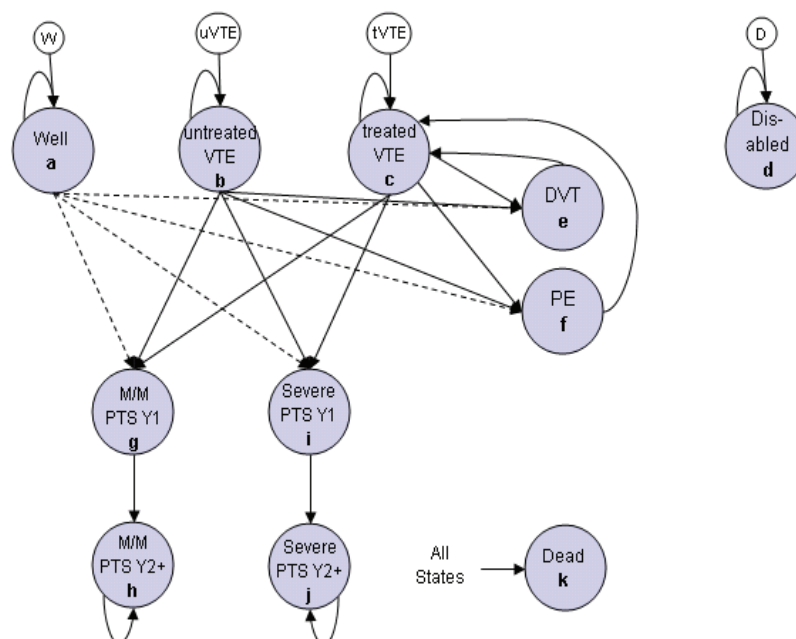 W
uVTE
tVTE
D
Well
a
untreated
VTE
b
treated
VTE
c
Dis-
abled
d
DVT
e
PE
f
M/M
PTS Y1
g
Severe
PTS Y1
i
M/M
PTS Y2+
h
Severe
PTS Y2+
j
All
States
Dead
k